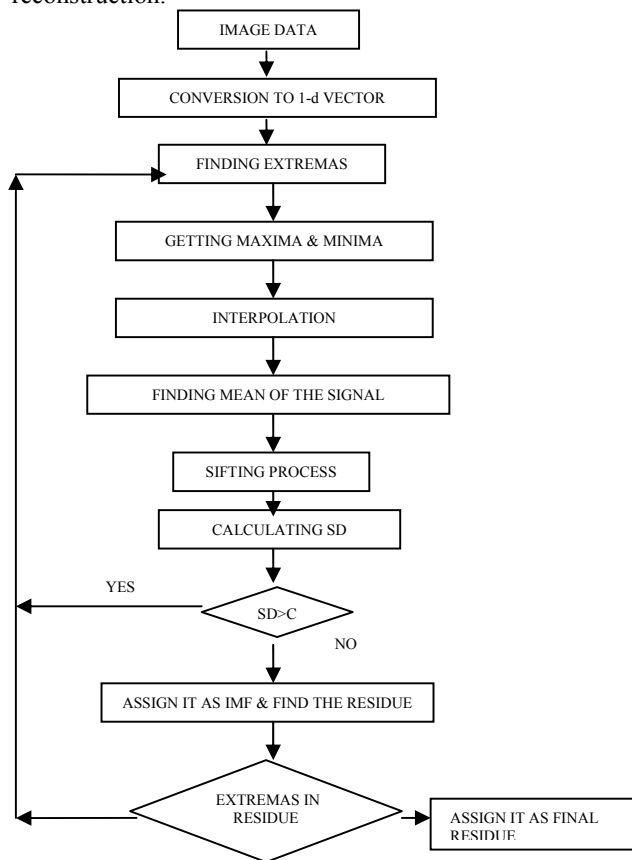 reconstruction.
IMAGE DATA
CONVERSION TO 1-d VECTOR
FINDING EXTREMAS
GETTING MAXIMA & MINIMA
INTERPOLATION
FINDING MEAN OF THE SIGNAL
SIFTING PROCESS
CALCULATING SD
YES
SD>C
NO
ASSIGN IT AS IMF & FIND THE RESIDUE
EXTREMAS IN
RESIDUE
ASSIGN IT AS FINAL
RESIDUE